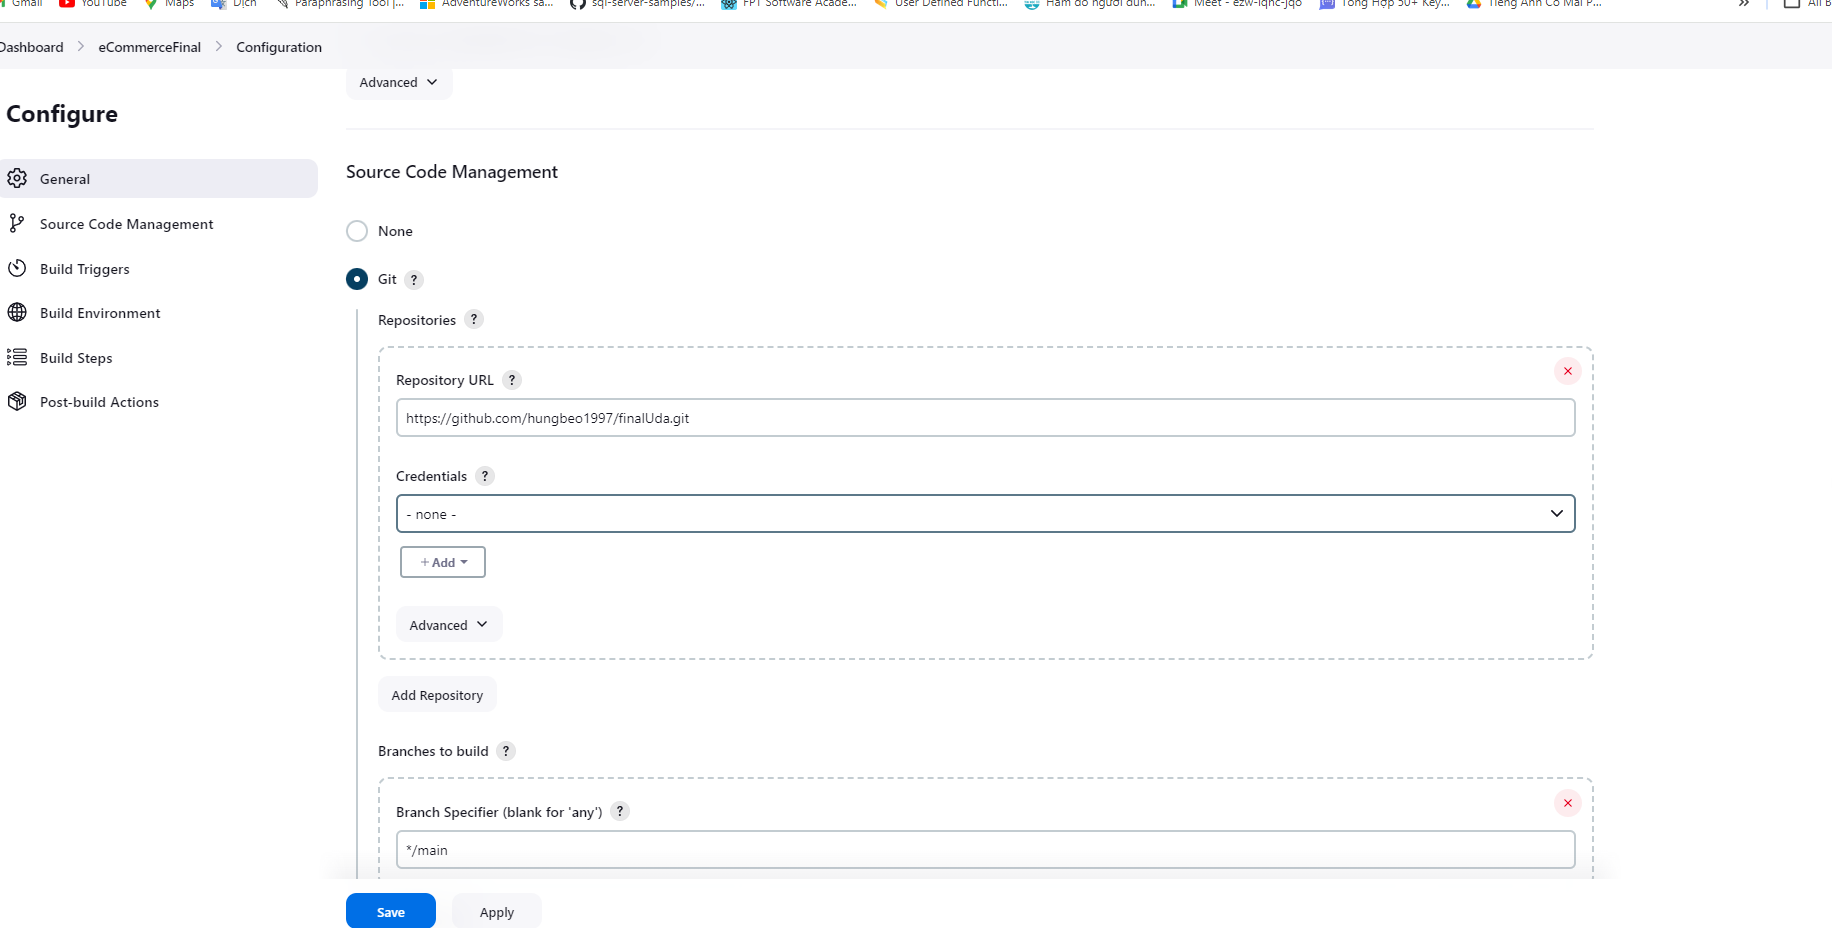 Gmail YouTube Maps Dịch Paraphrasing Tool |... AdventureWorks sa... sql-server-samples/... FPT Software Acade... User Defined Functi... Hàm do người dùn... Meet - ezw-iqhc-jqo Tổng Hợp 50+ Key... Tiếng Anh Cô Mai P... » All B
Dashboard > eCommerceFinal > Configuration
Advanced
Configure
General
Source Code Management
Build Triggers
Build Environment
Build Steps
Post-build Actions
Source Code Management
None
Git ?
Repositories ?
Repository URL ?
https://github.com/hungbeo1997/finalUda.git
Credentials ?
- none -
+ Add
Advanced
Add Repository
Branches to build ?
Branch Specifier (blank for 'any') ?
*/main
Save Apply